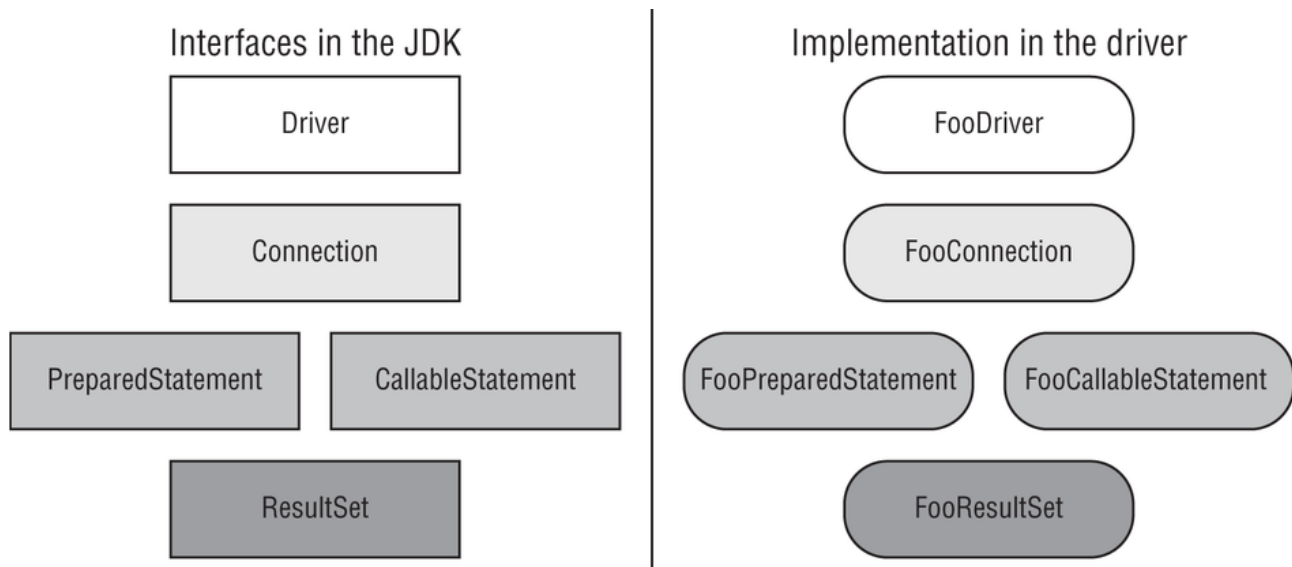 Interfaces in the JDK
Driver
Connection
PreparedStatement
CallableStatement
ResultSet
Implementation in the driver
FooDriver
FooConnection
FooPreparedStatement
FooCallableStatement
FooResultSet